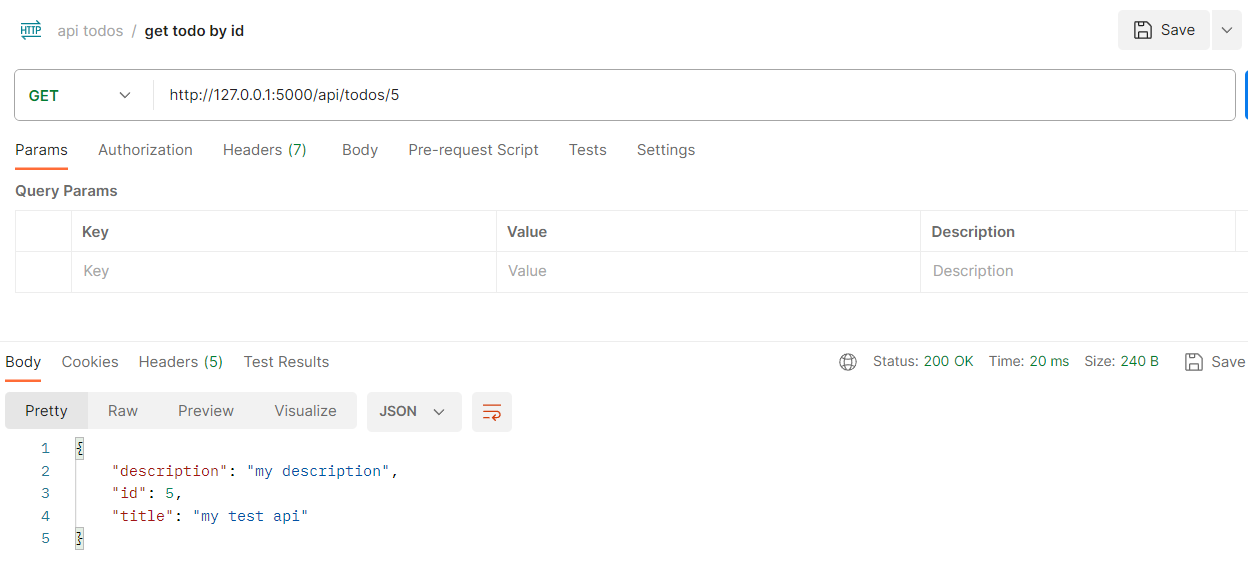 HTTP api todos / get todo by id Save
GET http://127.0.0.1:5000/api/todos/5
Params Authorization Headers (7) Body Pre-request Script Tests Settings
Query Params
Key Value Description
Key Value Description
Body Cookies Headers (5) Test Results Status: 200 OK Time: 20 ms Size: 240 B Save
Pretty Raw Preview Visualize JSON
1 {
2 "description": "my description",
3 "id": 5,
4 "title": "my test api"
5 }